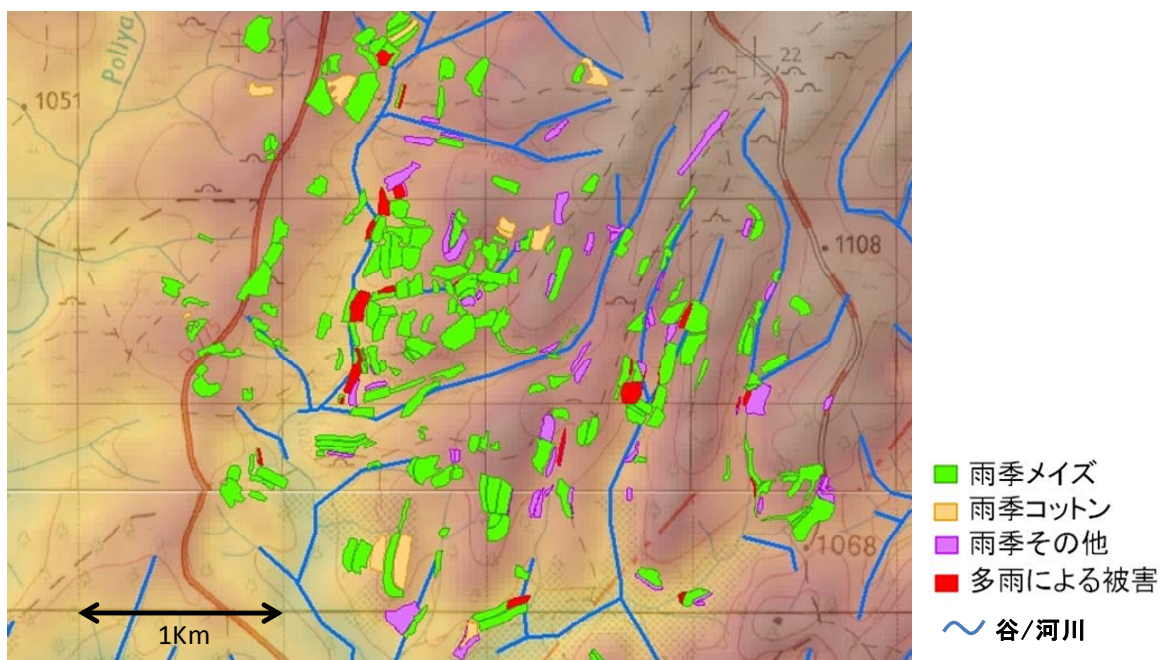 Poliya
21
22
1051
1108
1068
1Km
雨季メイズ
雨季コットン
雨季その他
多雨による被害
谷/河川